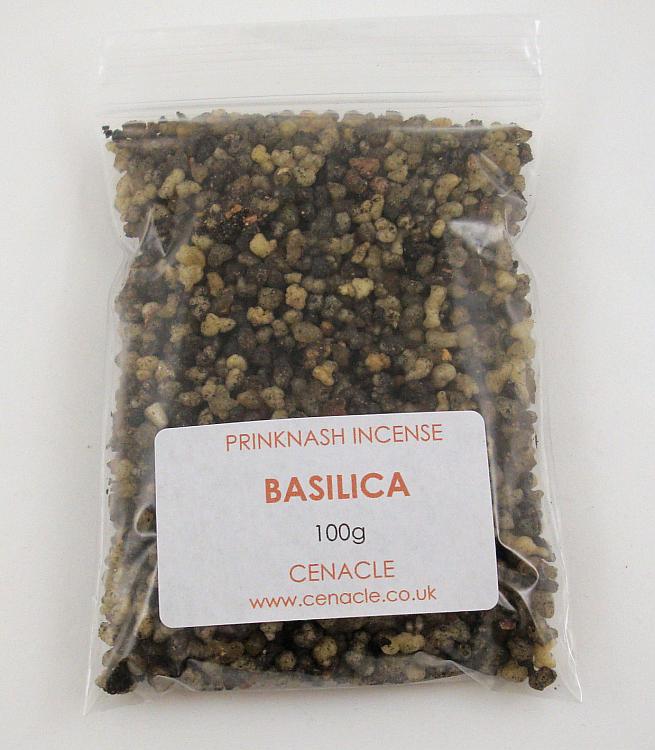 PRINKNASH INCENSE
BASILICA
100g
CENACLE
www.cenacle.co.uk